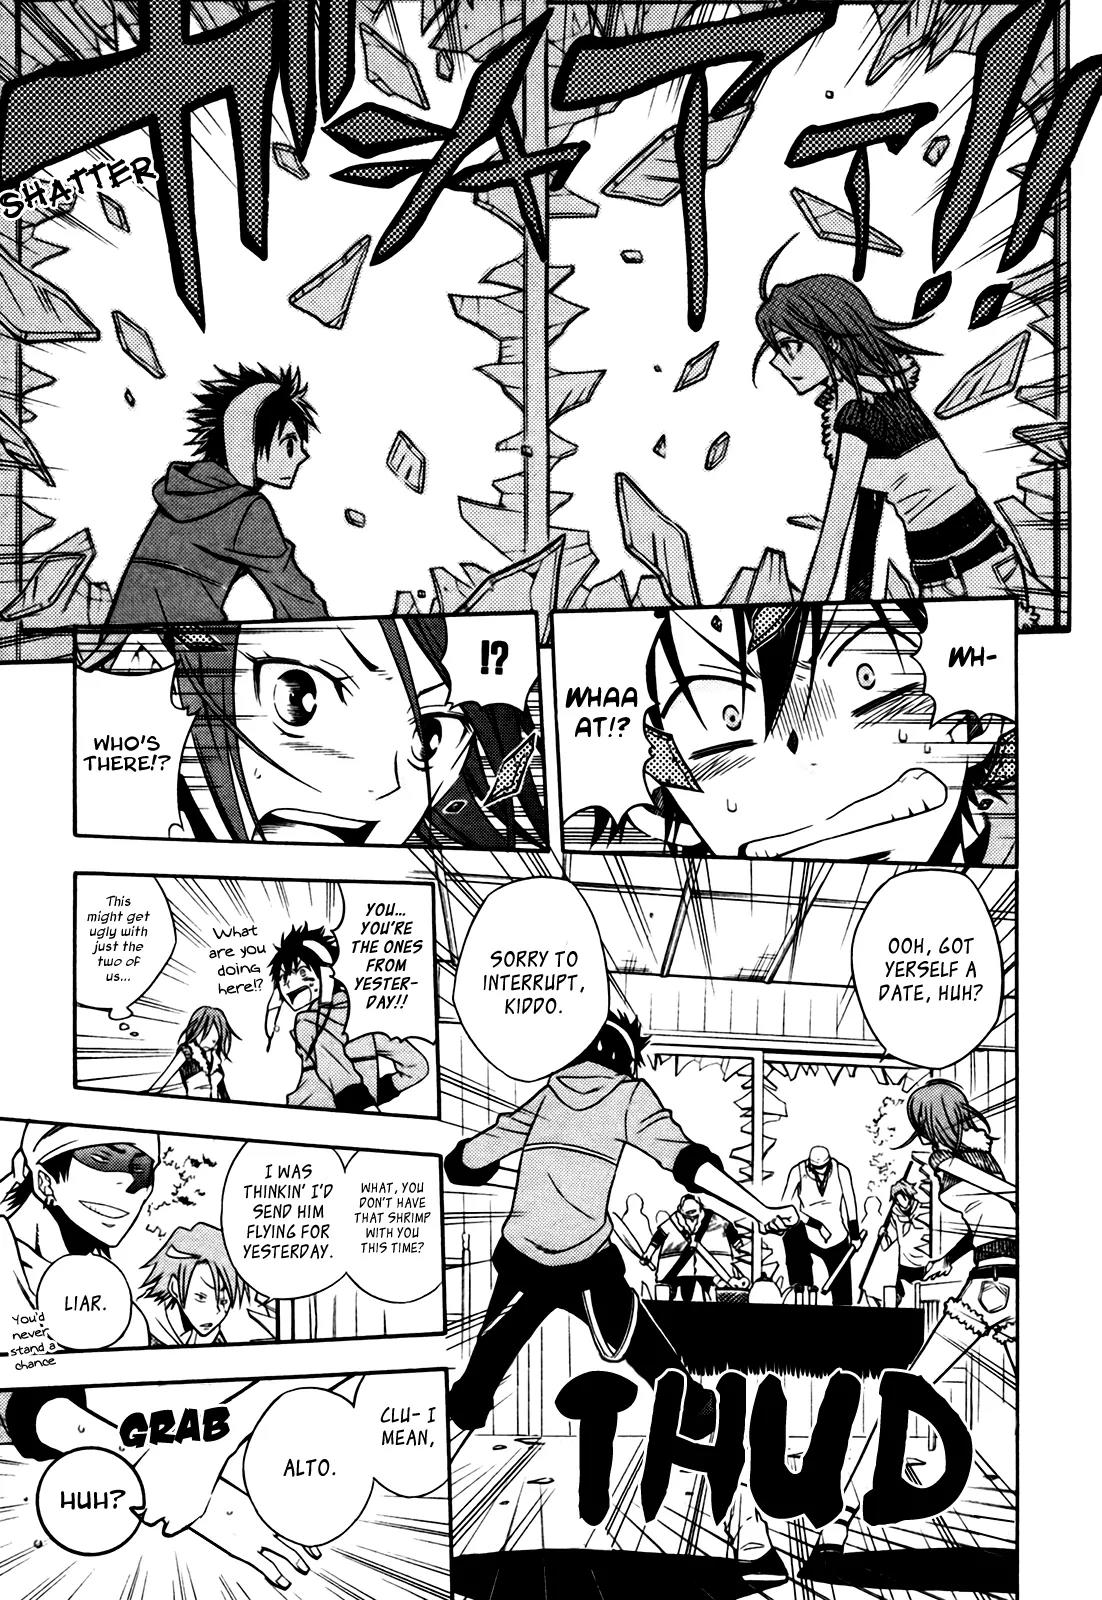 ガシャアァァ!!
SHATTER
WH-
WHAA
AT!?
!?
WHO'S
THERE!?
OOH, GOT
YERSELF A
DATE, HUH?
SORRY TO
INTERRUPT,
KIDDO.
THUD
YOU...
YOU'RE
THE ONES
FROM
YESTER-
DAY!!
What
are you
doing
here!?
This
might get
ugly with
just the
two of
us...
WHAT, YOU
DON'T HAVE
THAT SHRIMP
WITH YOU
THIS TIME?
I WAS
THINKIN' I'D
SEND HIM
FLYING FOR
YESTERDAY.
LIAR.
You'd
never
stand a
chance
CLU- I
MEAN,
ALTO.
GRAB
HUH?